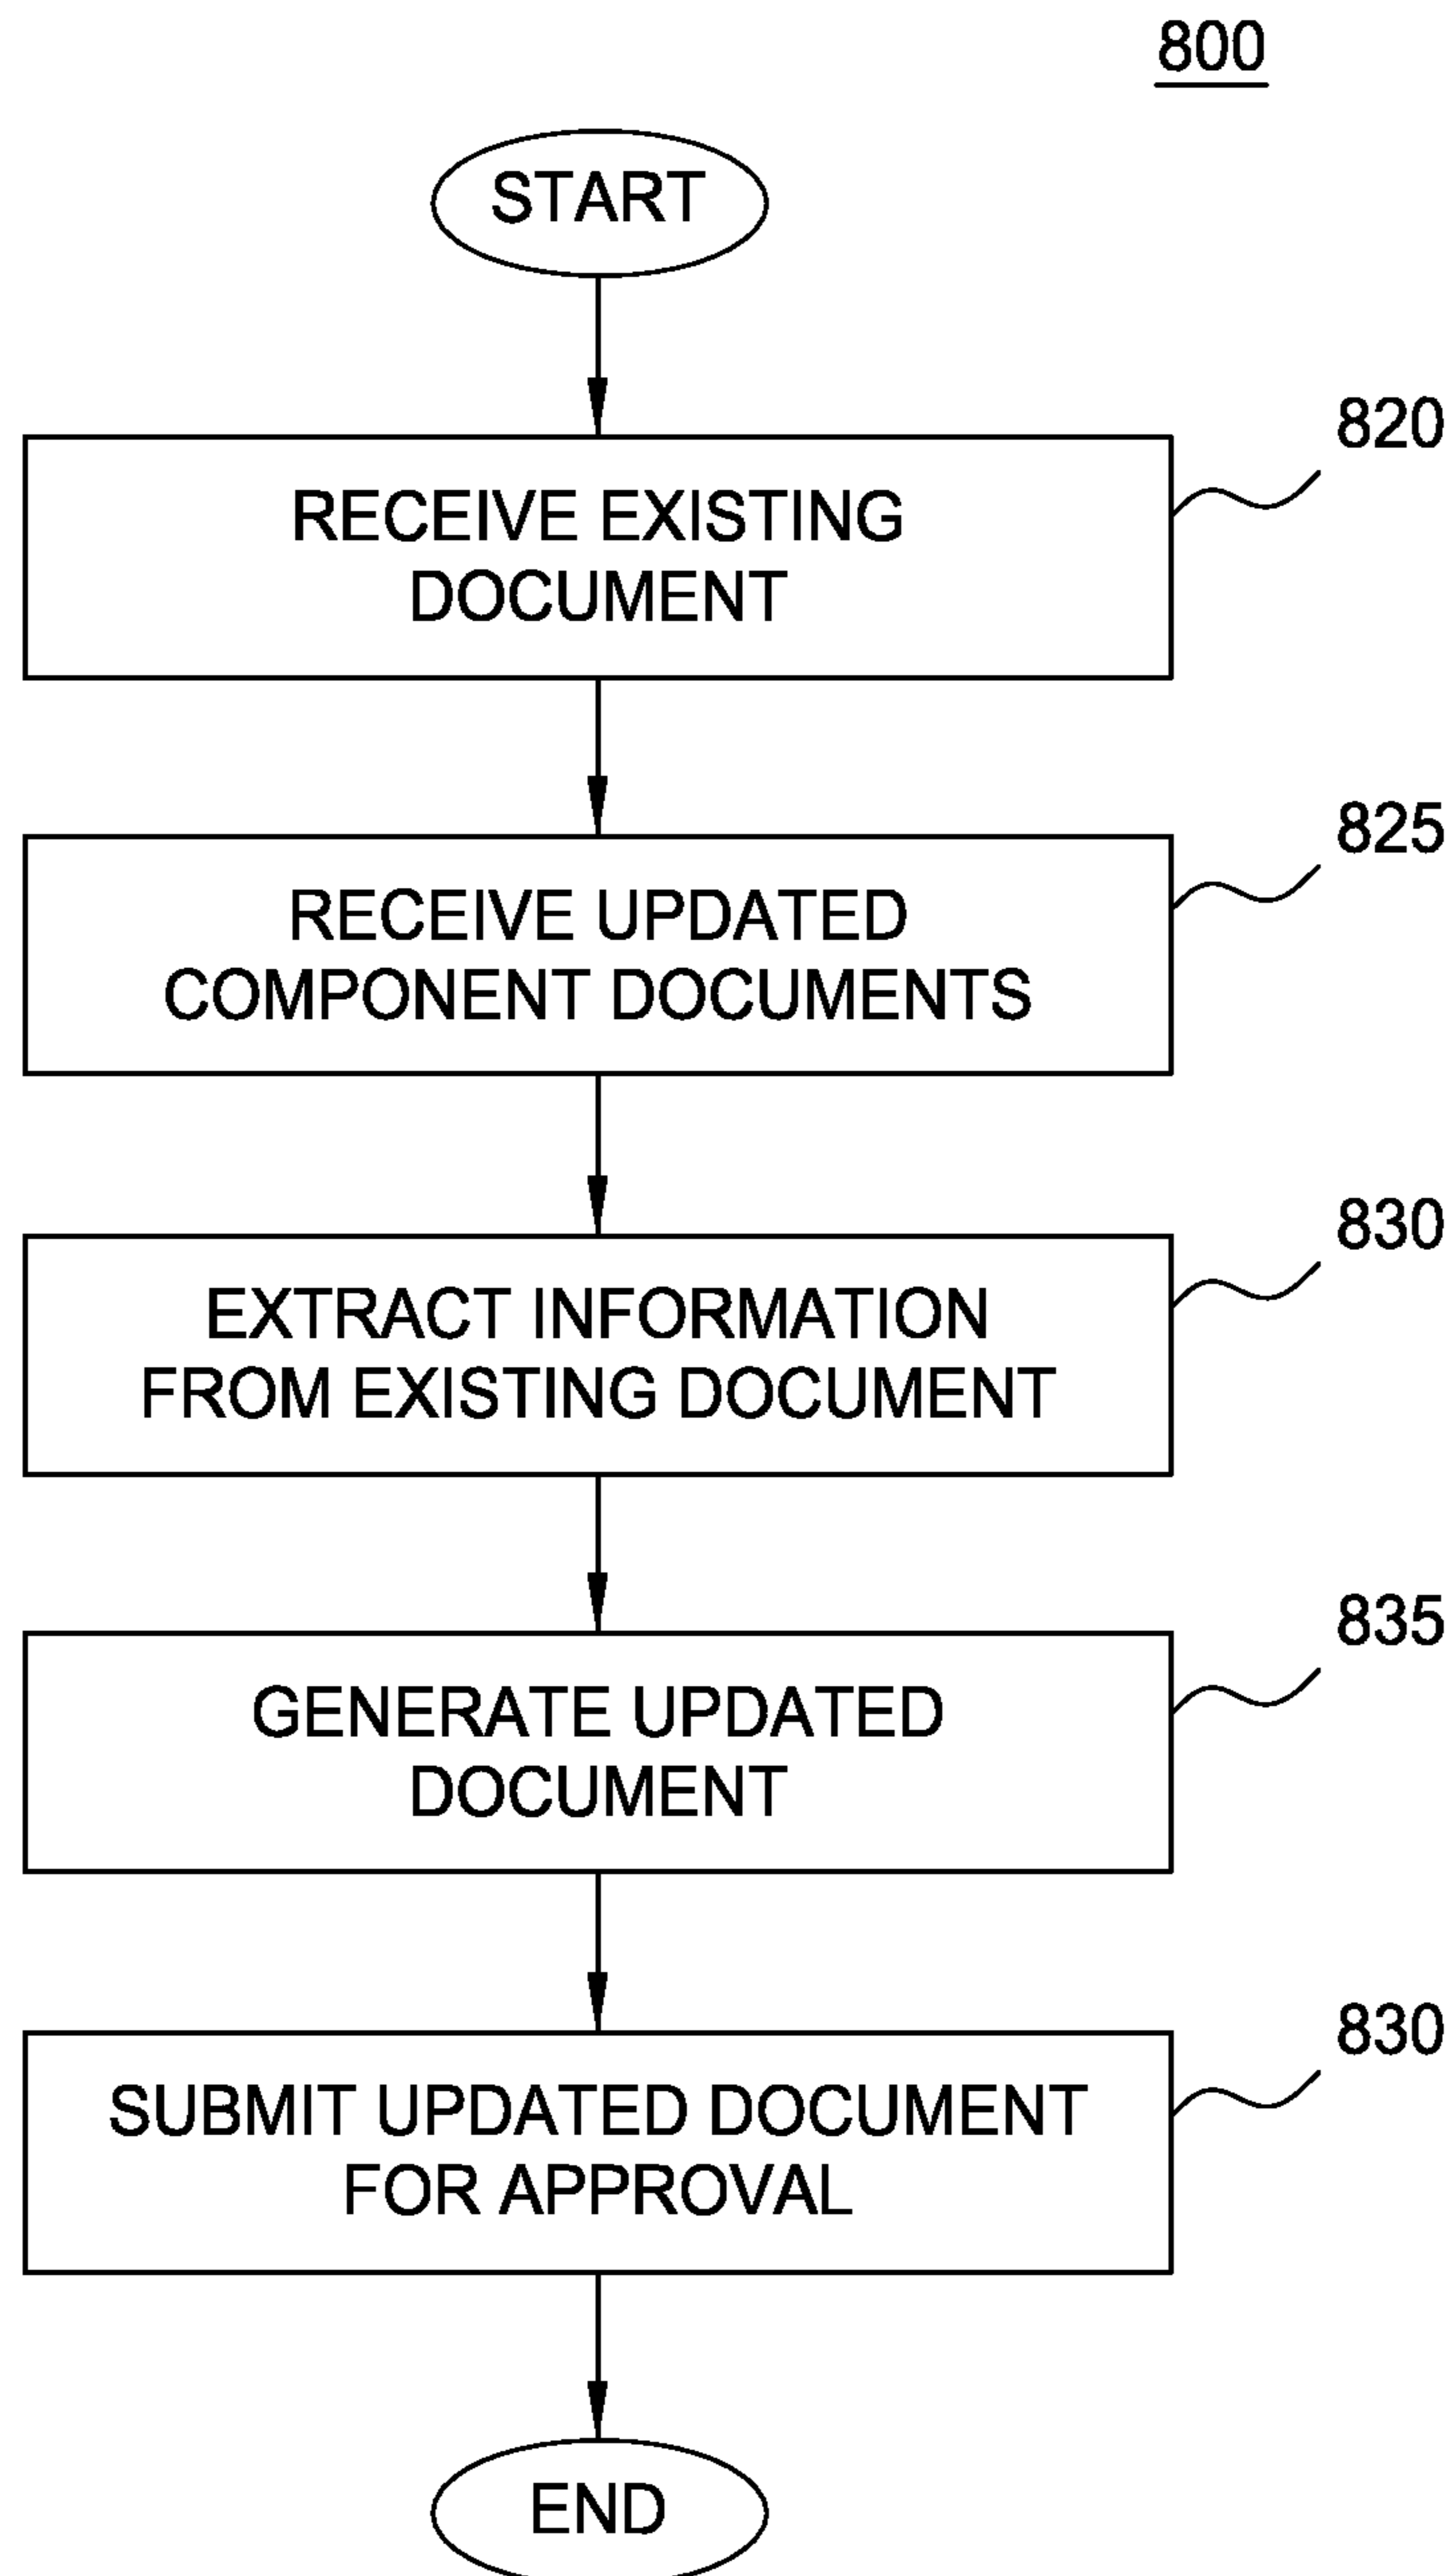 800
START
820
RECEIVE EXISTING
DOCUMENT
825
RECEIVE UPDATED
COMPONENT DOCUMENTS
830
EXTRACT INFORMATION
FROM EXISTING DOCUMENT
835
GENERATE UPDATED
DOCUMENT
830
SUBMIT UPDATED DOCUMENT
FOR APPROVAL
END